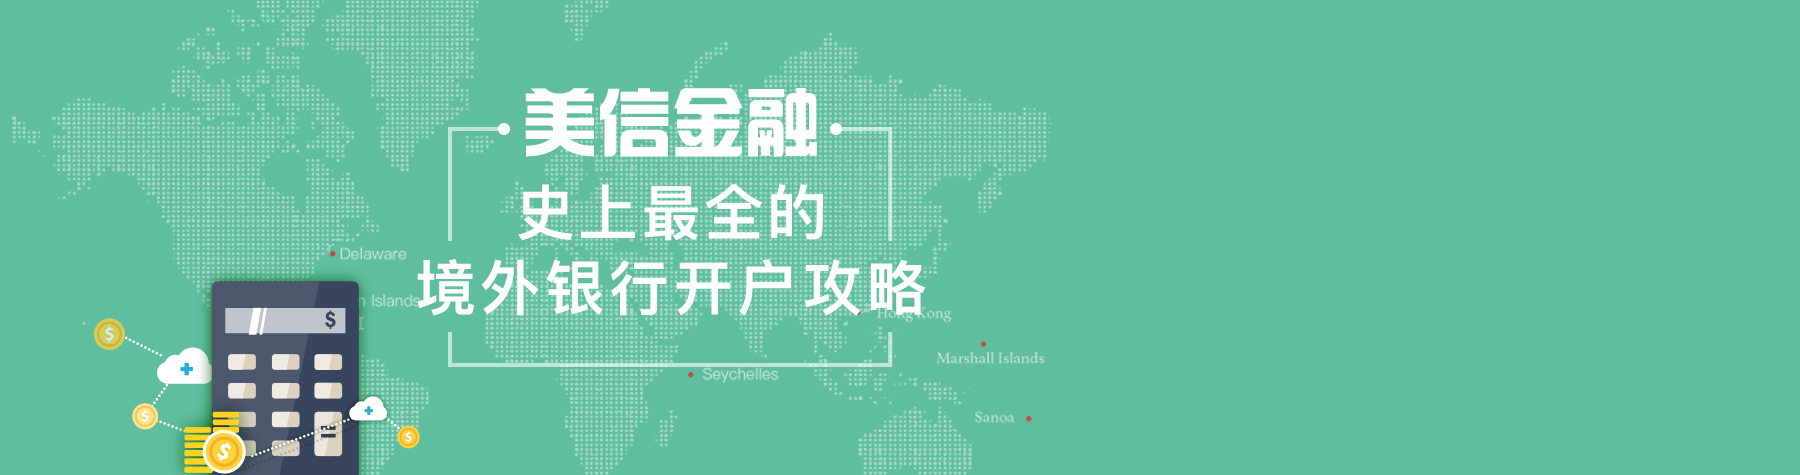 美信金融
史上最全的
境外银行开户攻略
Delaware
Islands
$
Hong Kong
Marshall Islands
Seychelles
Sanoa
$
$
$
$